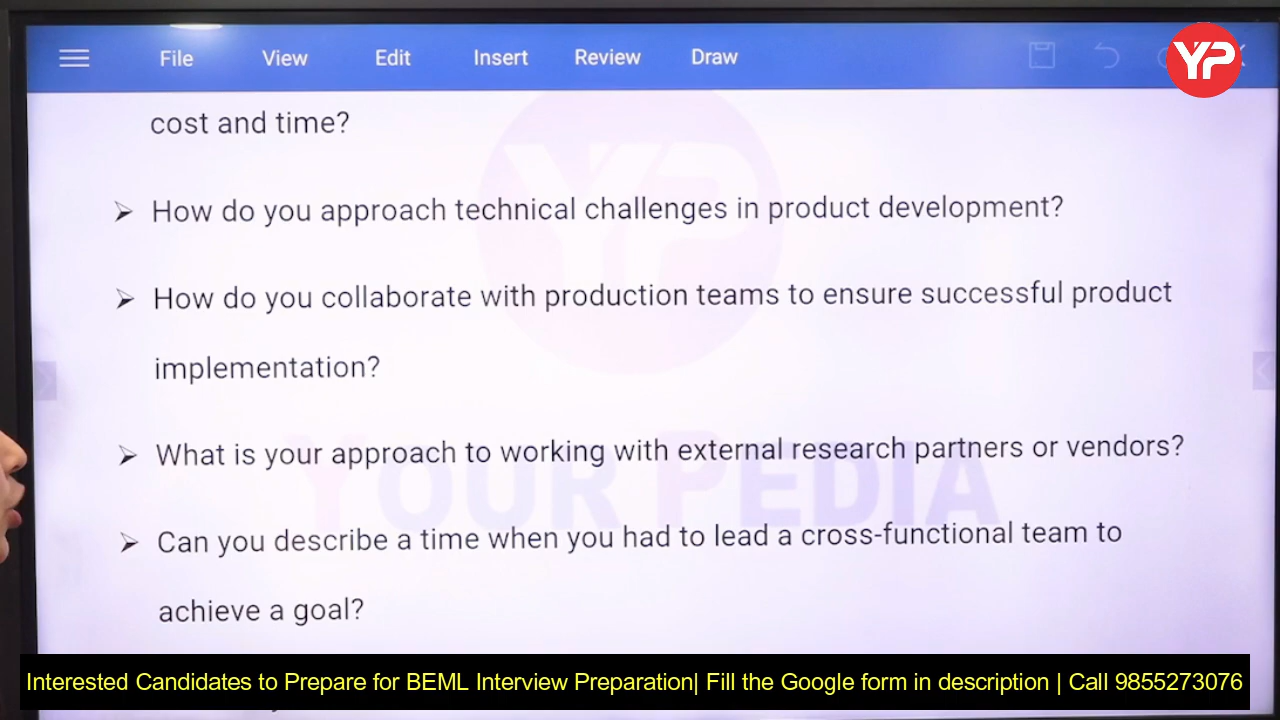 File View Edit Insert Review Draw
YP
cost and time?
➢ How do you approach technical challenges in product development?
➢ How do you collaborate with production teams to ensure successful product
implementation?
➢ What is your approach to working with external research partners or vendors?
YOUR PEDIA
➢ Can you describe a time when you had to lead a cross-functional team to
achieve a goal?
Interested Candidates to Prepare for BEML Interview Preparation| Fill the Google form in description | Call 9855273076